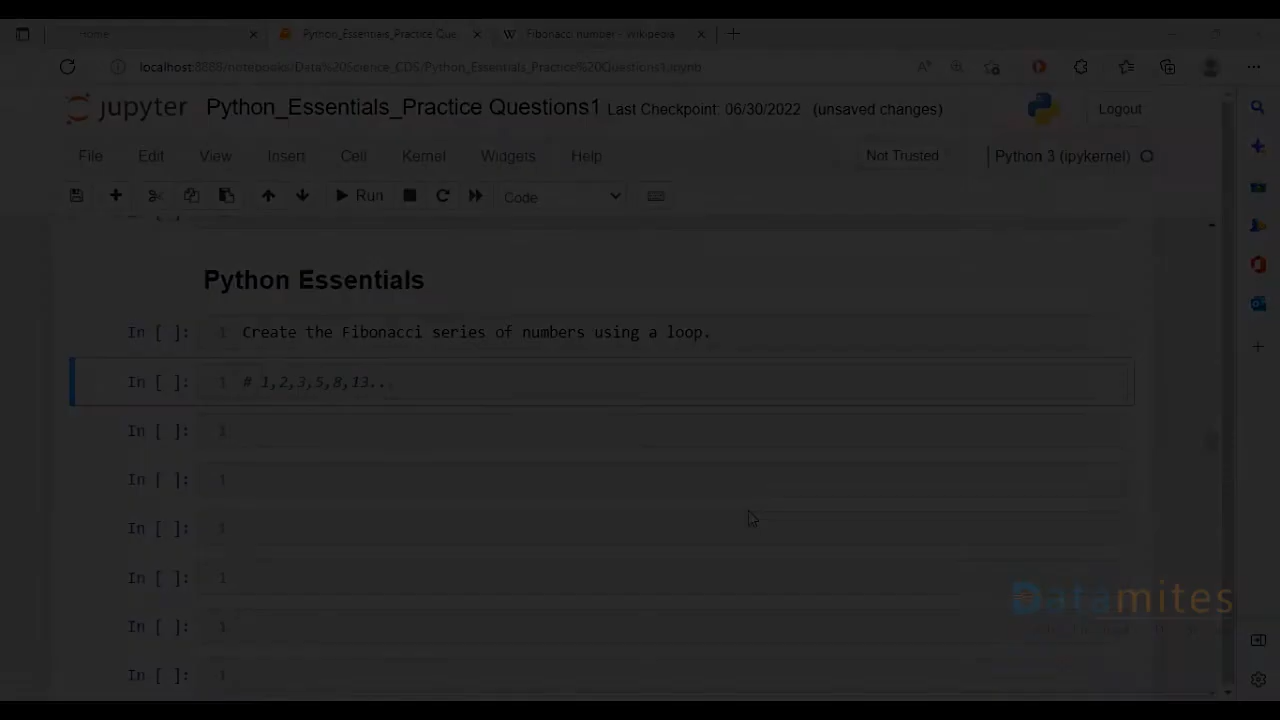 Home
Python_Essentials_Practice Que
Fibonacci number - Wikipedia
localhost:8888/notebooks/Data%20Science_CDS/Python_Essentials_Practice%20Questions1.ipynb
jupyter Python_Essentials_Practice Questions1 Last Checkpoint: 06/30/2022 (unsaved changes) Logout
File Edit View Insert Cell Kernel Widgets Help Not Trusted Python 3 (ipykernel)
Run Code
Python Essentials
In [ ]: 1 Create the Fibonacci series of numbers using a loop.
In [ ]: 1 # 1,2,3,5,8,13...
In [ ]: 1
In [ ]: 1
In [ ]: 1
In [ ]: 1
In [ ]: 1
In [ ]: 1
Datamites